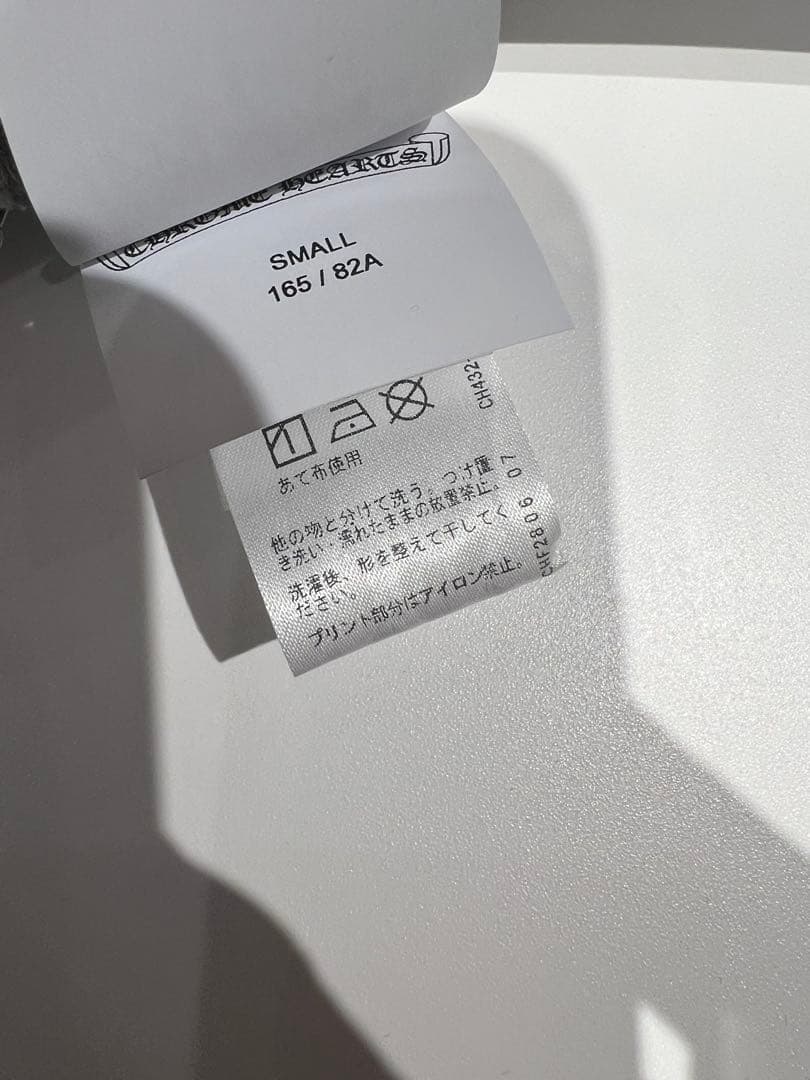 CHROME HEARTS
SMALL
165 / 82A
あて布使用
他の物と分けて洗う。つけ置
き洗い・濡れたままの放置禁止。
洗濯後、形を整えて干してく
ださい。
プリント部分はアイロン禁止。
CH432-
CHF2806 07